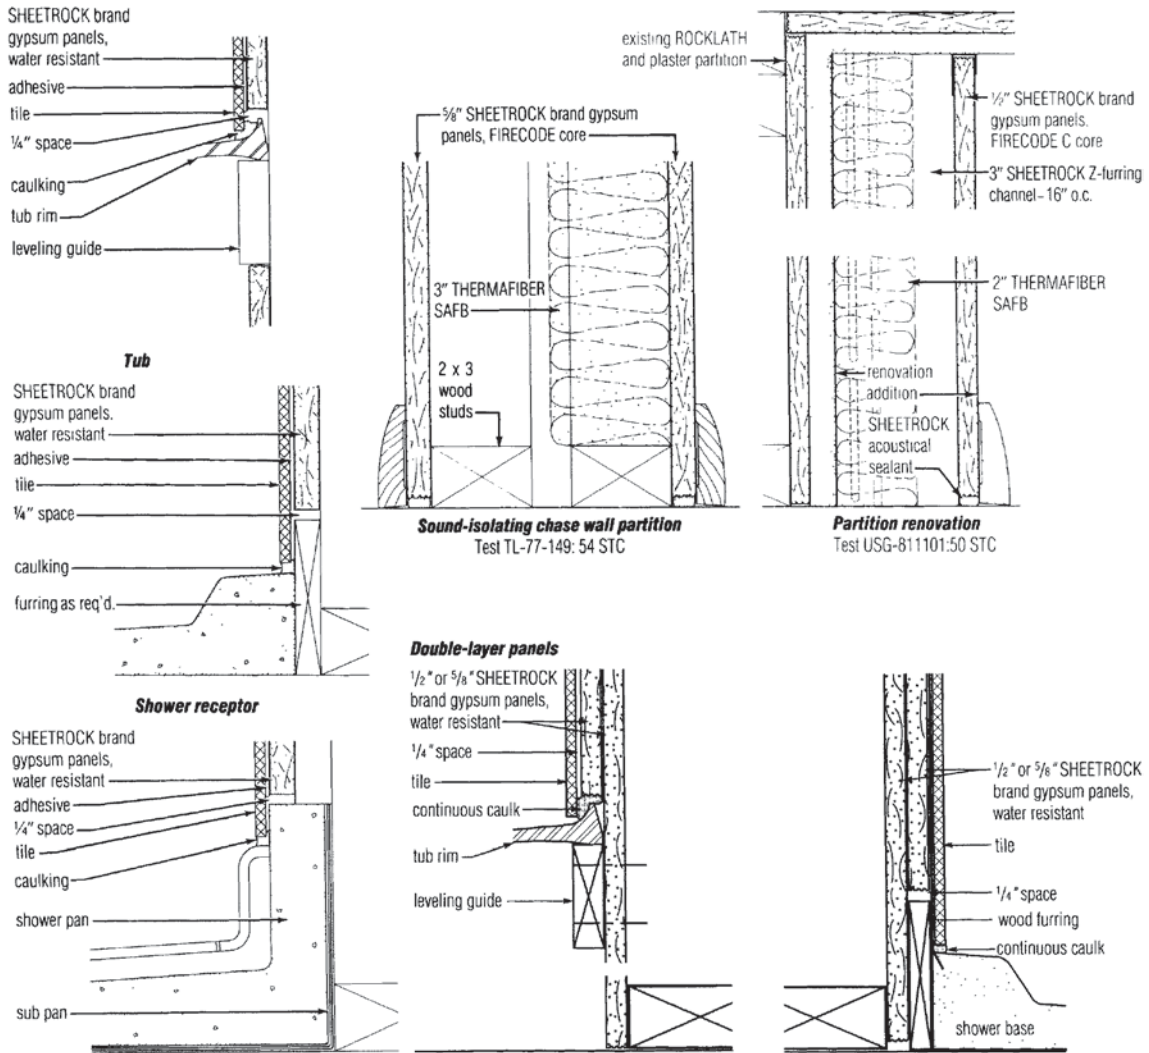 SHEETROCK brand
gypsum panels,
water resistant
adhesive
tile
¼" space
caulking
tub rim
leveling guide
Tub
SHEETROCK brand
gypsum panels.
water resistant
adhesive
tile
¼" space
caulking
furring as req'd.
Shower receptor
SHEETROCK brand
gypsum panels,
water resistant
adhesive
¼" space
tile
caulking
shower pan
sub pan
⅝" SHEETROCK brand gypsum
panels, FIRECODE core
3" THERMAFIBER
SAFB
2 x 3
wood
studs
Sound-isolating chase wall partition
Test TL-77-149: 54 STC
existing ROCKLATH
and plaster partition
½" SHEETROCK brand
gypsum panels.
FIRECODE C core
3" SHEETROCK Z-furring
channel-16" o.c.
2" THERMAFIBER
SAFB
renovation
addition
SHEETROCK
acoustical
sealant
Partition renovation
Test USG-811101:50 STC
Double-layer panels
1/2" or 5/8" SHEETROCK
brand gypsum panels,
water resistant
1/4" space
tile
continuous caulk
tub rim
leveling guide
1/2" or 5/8" SHEETROCK
brand gypsum panels,
water resistant
tile
1/4" space
wood furring
continuous caulk
shower base